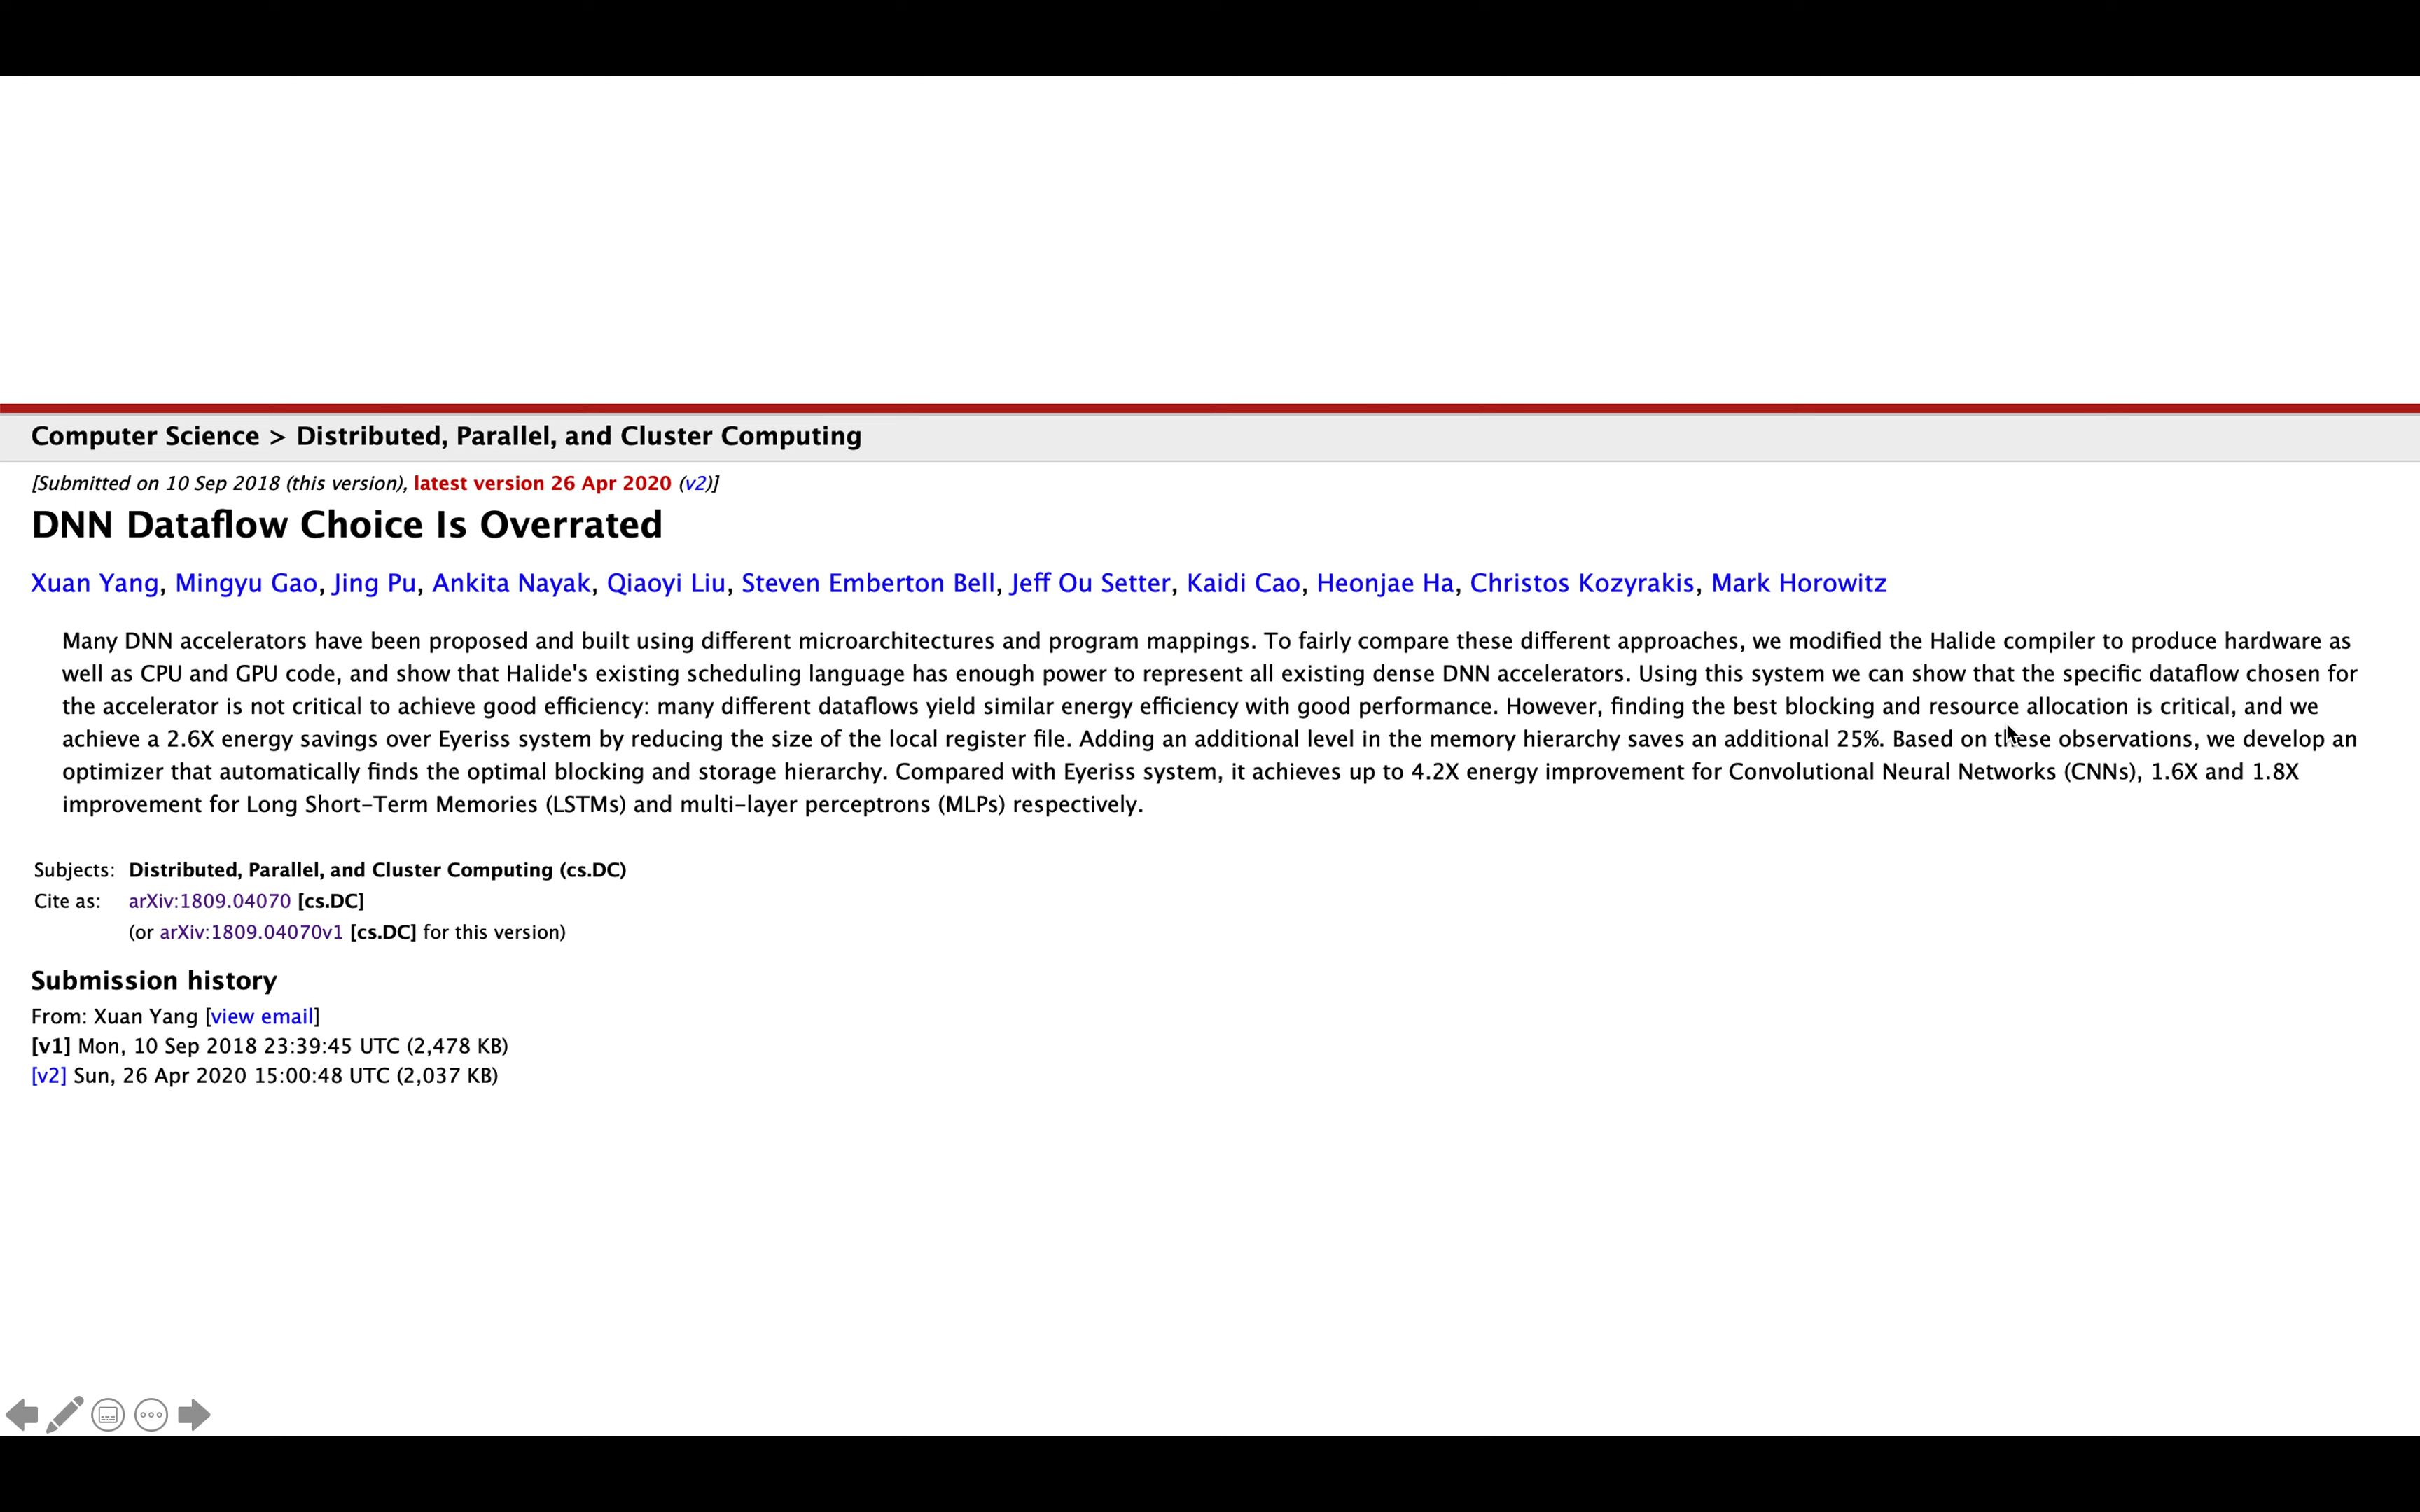 Computer Science > Distributed, Parallel, and Cluster Computing
[Submitted on 10 Sep 2018 (this version), latest version 26 Apr 2020 (v2)]
DNN Dataflow Choice Is Overrated
Xuan Yang, Mingyu Gao, Jing Pu, Ankita Nayak, Qiaoyi Liu, Steven Emberton Bell, Jeff Ou Setter, Kaidi Cao, Heonjae Ha, Christos Kozyrakis, Mark Horowitz
Many DNN accelerators have been proposed and built using different microarchitectures and program mappings. To fairly compare these different approaches, we modified the Halide compiler to produce hardware as
well as CPU and GPU code, and show that Halide's existing scheduling language has enough power to represent all existing dense DNN accelerators. Using this system we can show that the specific dataflow chosen for
the accelerator is not critical to achieve good efficiency: many different dataflows yield similar energy efficiency with good performance. However, finding the best blocking and resource allocation is critical, and we
achieve a 2.6X energy savings over Eyeriss system by reducing the size of the local register file. Adding an additional level in the memory hierarchy saves an additional 25%. Based on these observations, we develop an
optimizer that automatically finds the optimal blocking and storage hierarchy. Compared with Eyeriss system, it achieves up to 4.2X energy improvement for Convolutional Neural Networks (CNNs), 1.6X and 1.8X
improvement for Long Short-Term Memories (LSTMs) and multi-layer perceptrons (MLPs) respectively.
Subjects: Distributed, Parallel, and Cluster Computing (cs.DC)
Cite as: arXiv:1809.04070 [cs.DC]
(or arXiv:1809.04070v1 [cs.DC] for this version)
Submission history
From: Xuan Yang [view email]
[v1] Mon, 10 Sep 2018 23:39:45 UTC (2,478 KB)
[v2] Sun, 26 Apr 2020 15:00:48 UTC (2,037 KB)